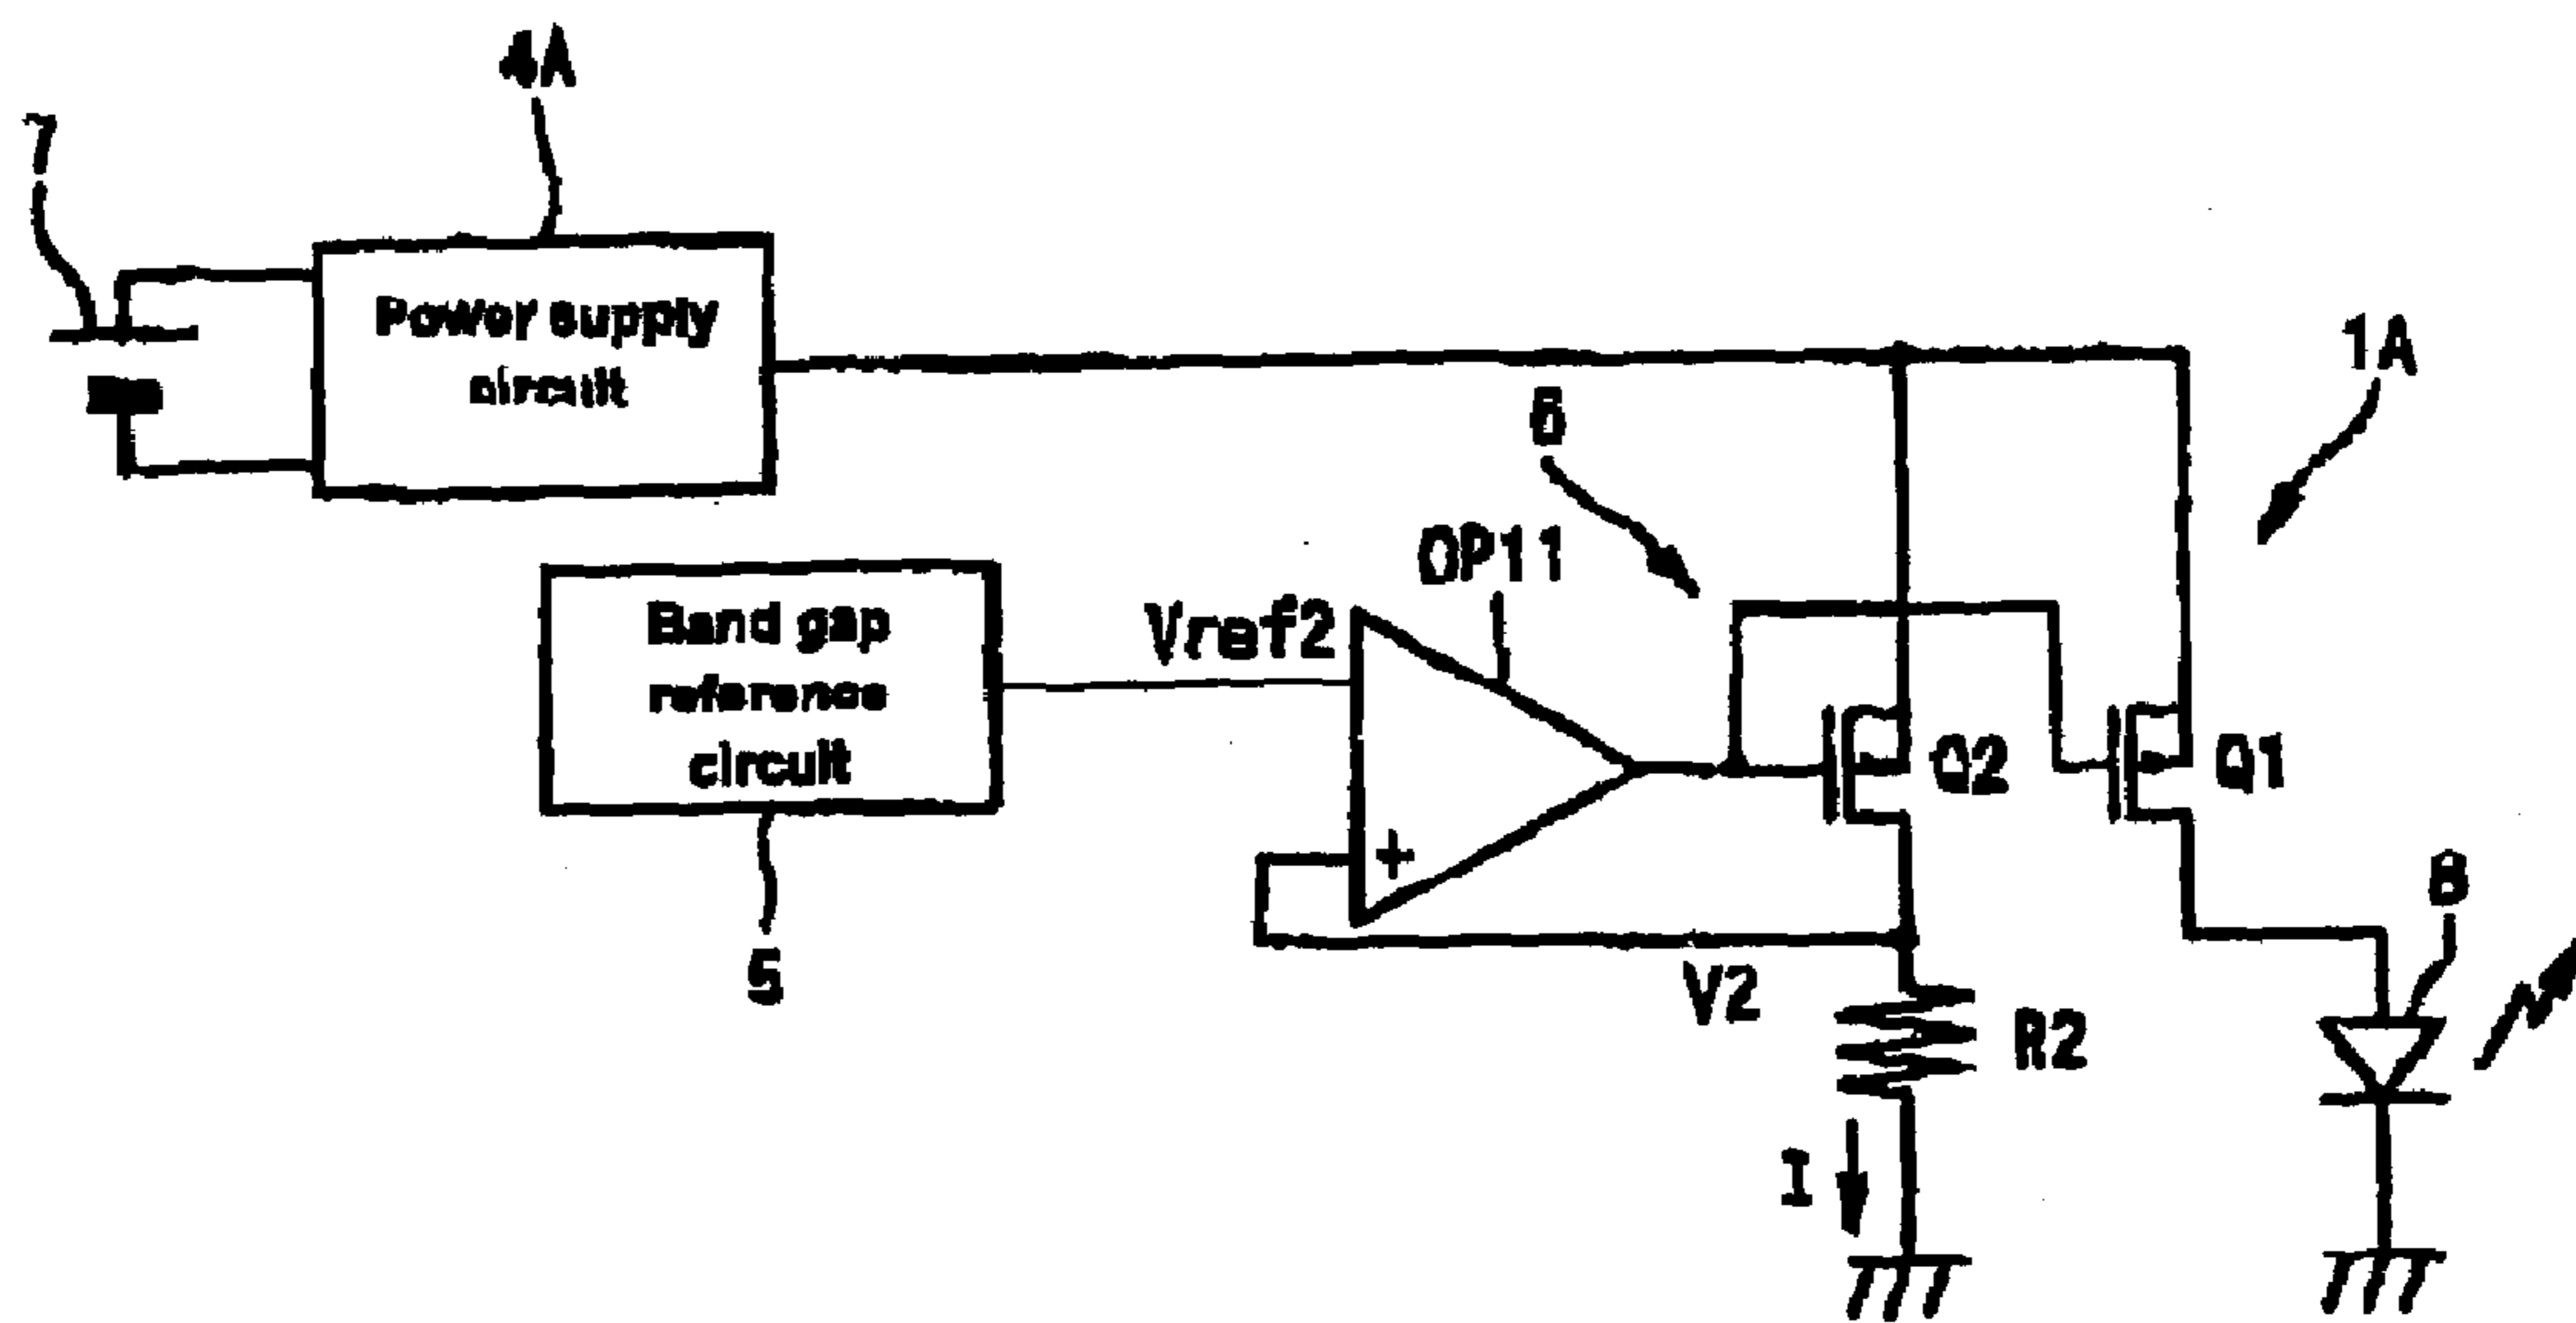 4A
7
Power supply
circuit
1A
6
OP11
Band gap
reference
circuit
Vref2
Q2
Q1
+
8
5
V2
R2
I